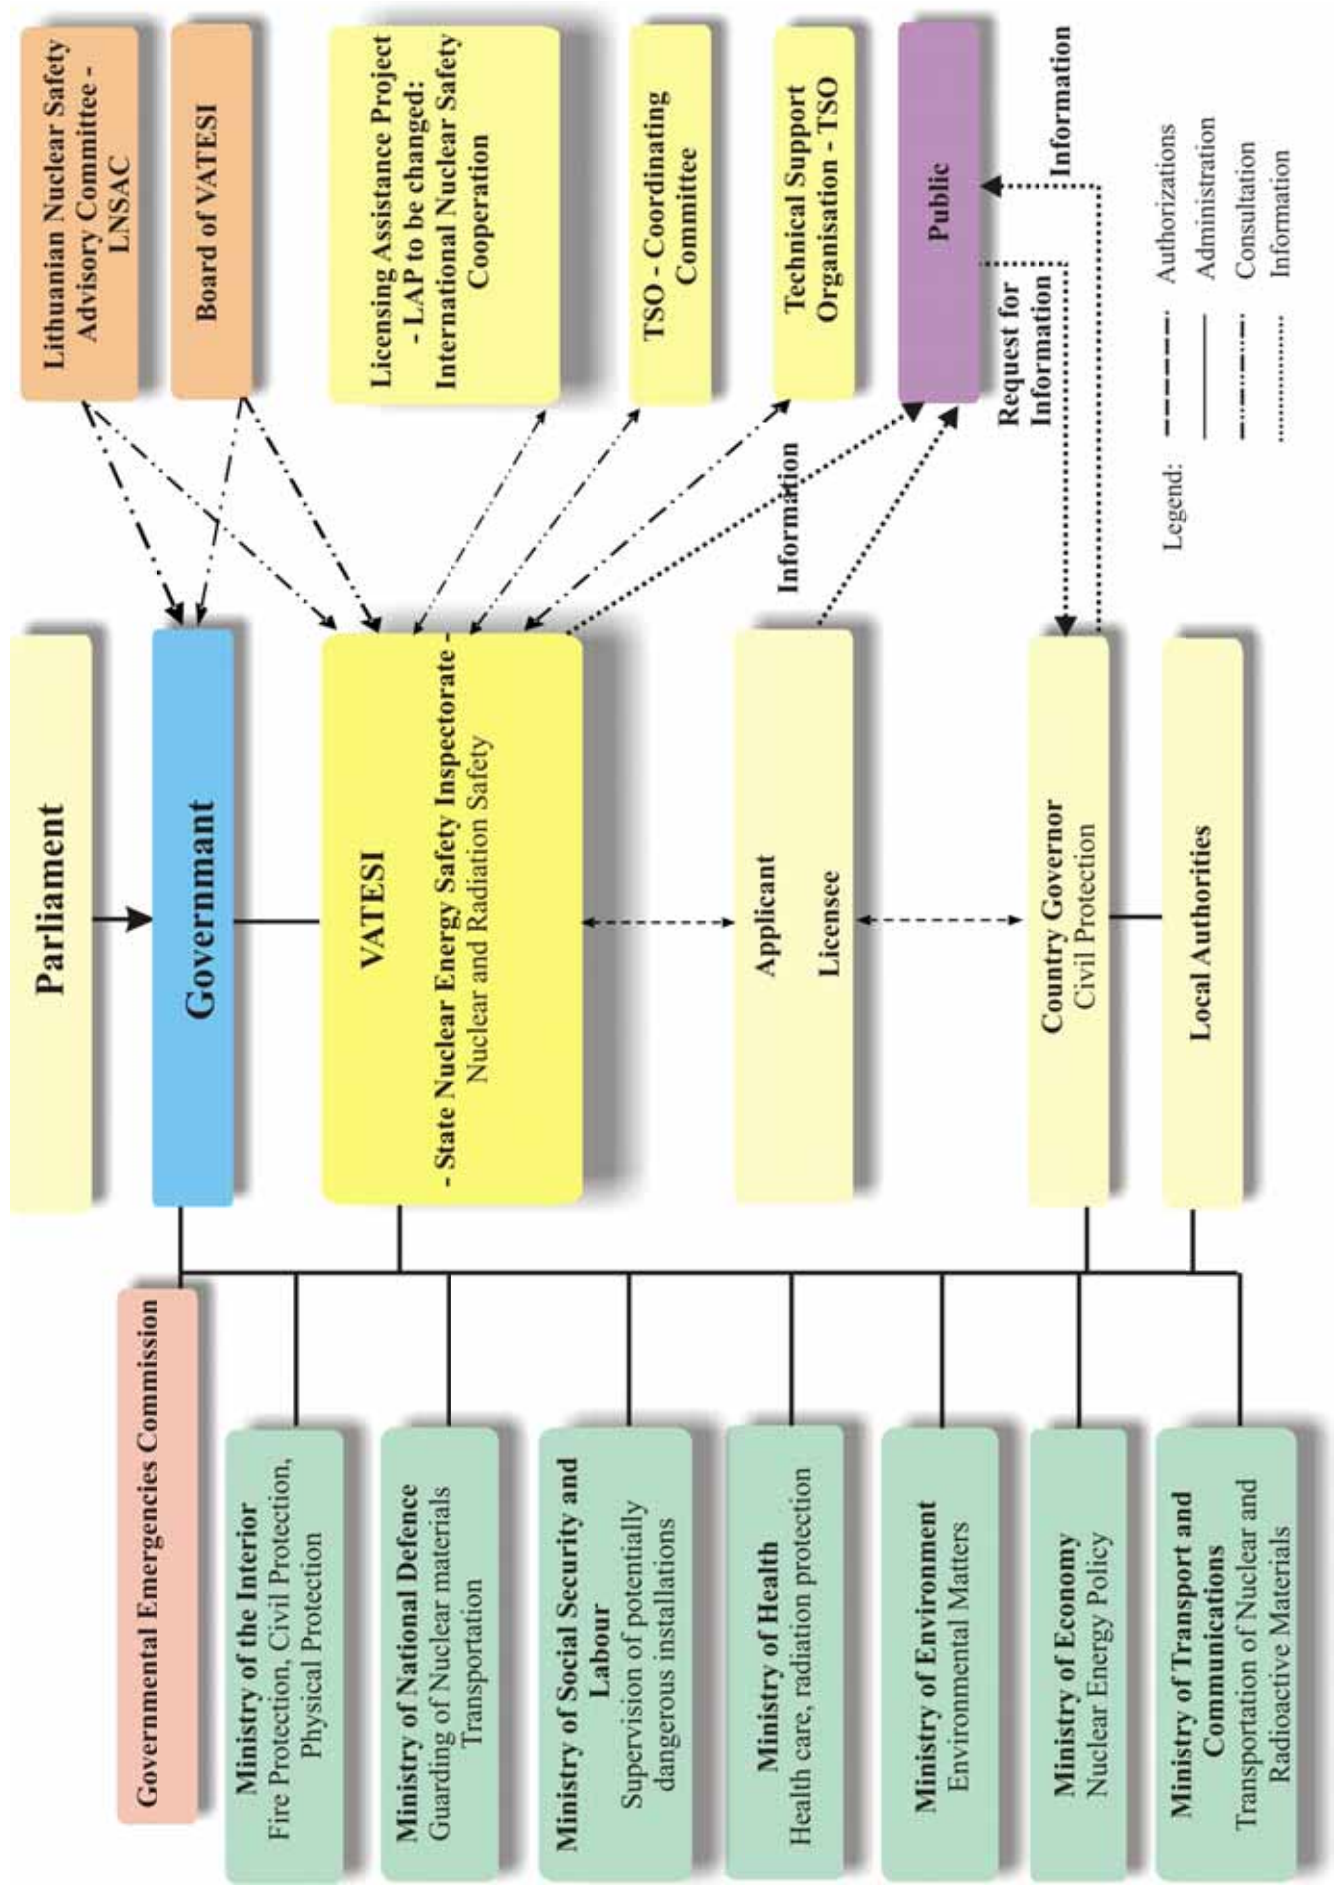 Parliament
Governmant
VATESI
- State Nuclear Energy Safety Inspectorate -
Nuclear and Radiation Safety
Applicant
Licensee
Country Governor
Civil Protection
Local Authorities
Governmental Emergencies Commission
Ministry of the Interior
Fire Protection, Civil Protection,
Physical Protection
Ministry of National Defence
Guarding of Nuclear materials
Transportation
Ministry of Social Security and
Labour
Supervision of potentially
dangerous installations
Ministry of Health
Health care, radiation protection
Ministry of Environment
Environmental Matters
Ministry of Economy
Nuclear Energy Policy
Ministry of Transport and
Communications
Transportation of Nuclear and
Radioactive Materials
Lithuanian Nuclear Safety
Advisory Committee -
LNSAC
Board of VATESI
Licensing Assistance Project
- LAP to be changed:
International Nuclear Safety
Cooperation
TSO - Coordinating
Committee
Technical Support
Organisation - TSO
Public
Information
Request for
Information
Information
Legend:
Authorizations
Administration
Consultation
Information